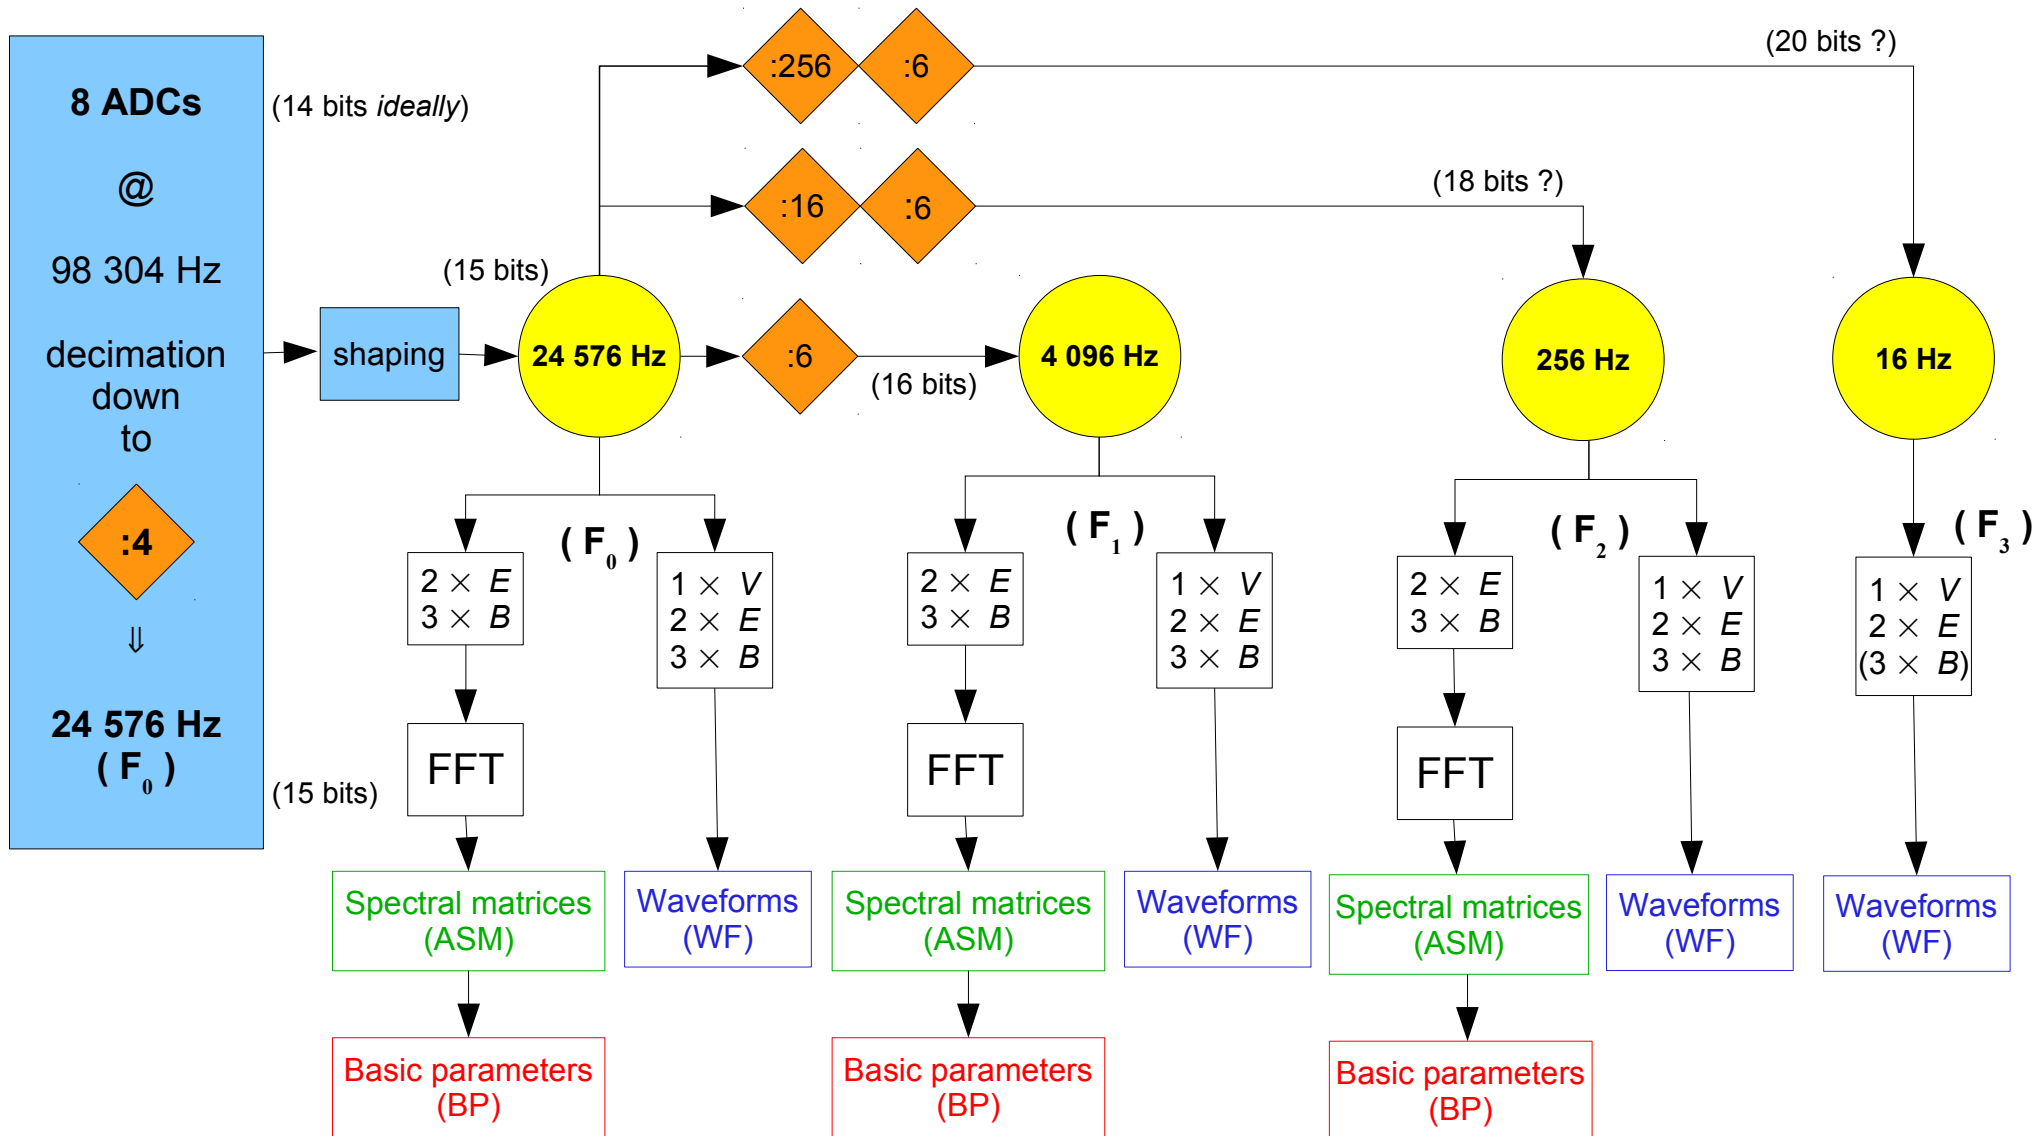 8 ADCs
@
98 304 Hz
decimation
down
to
:4
⇓
24 576 Hz
( F₀ )
(14 bits ideally)
(15 bits)
shaping
(15 bits)
24 576 Hz
:256
:6
(20 bits ?)
:16
:6
(18 bits ?)
:6
(16 bits)
4 096 Hz
256 Hz
16 Hz
( F₀ )
( F₁ )
( F₂ )
( F₃ )
2 × E
3 × B
1 × V
2 × E
3 × B
2 × E
3 × B
1 × V
2 × E
3 × B
2 × E
3 × B
1 × V
2 × E
3 × B
1 × V
2 × E
(3 × B)
FFT
FFT
FFT
Spectral matrices
(ASM)
Waveforms
(WF)
Spectral matrices
(ASM)
Waveforms
(WF)
Spectral matrices
(ASM)
Waveforms
(WF)
Waveforms
(WF)
Basic parameters
(BP)
Basic parameters
(BP)
Basic parameters
(BP)